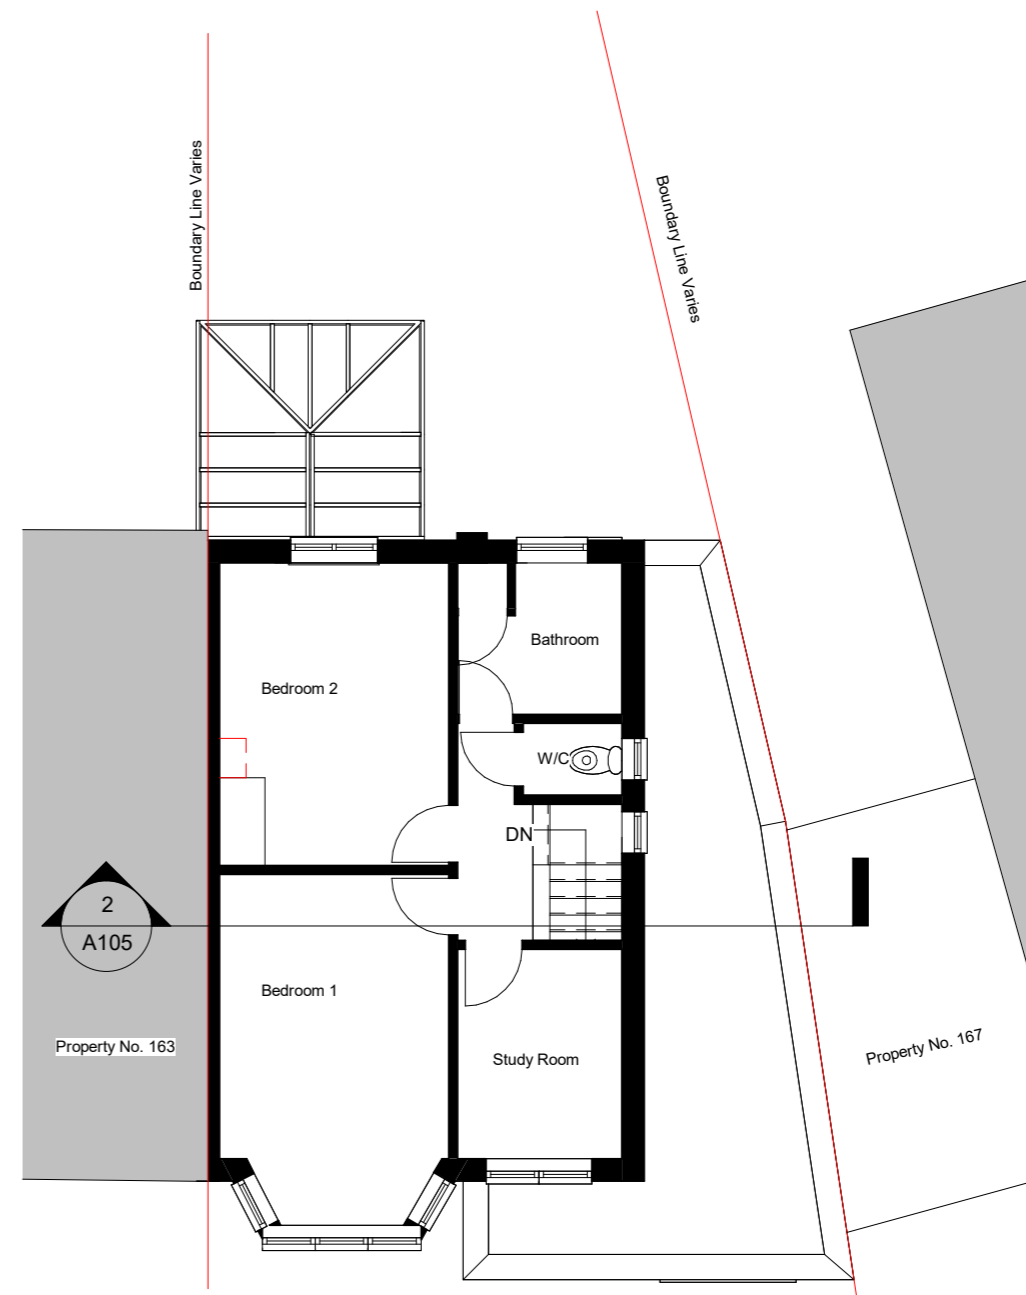 Boundary Line Varies
Boundary Line Varies
Bathroom
Bedroom 2
W/C
DN
2
A105
Bedroom 1
Property No. 163
Study Room
Property No. 167